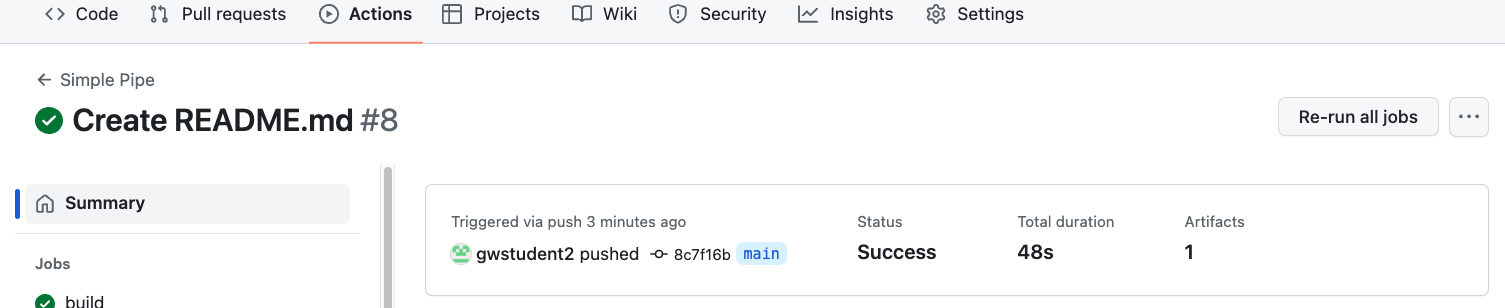 Code Pull requests Actions Projects Wiki Security Insights Settings
Simple Pipe
Create README.md #8
Re-run all jobs
Summary
Triggered via push 3 minutes ago
gwstudent2 pushed 8c7f16b main
Status
Success
Total duration
48s
Artifacts
1
Jobs
build